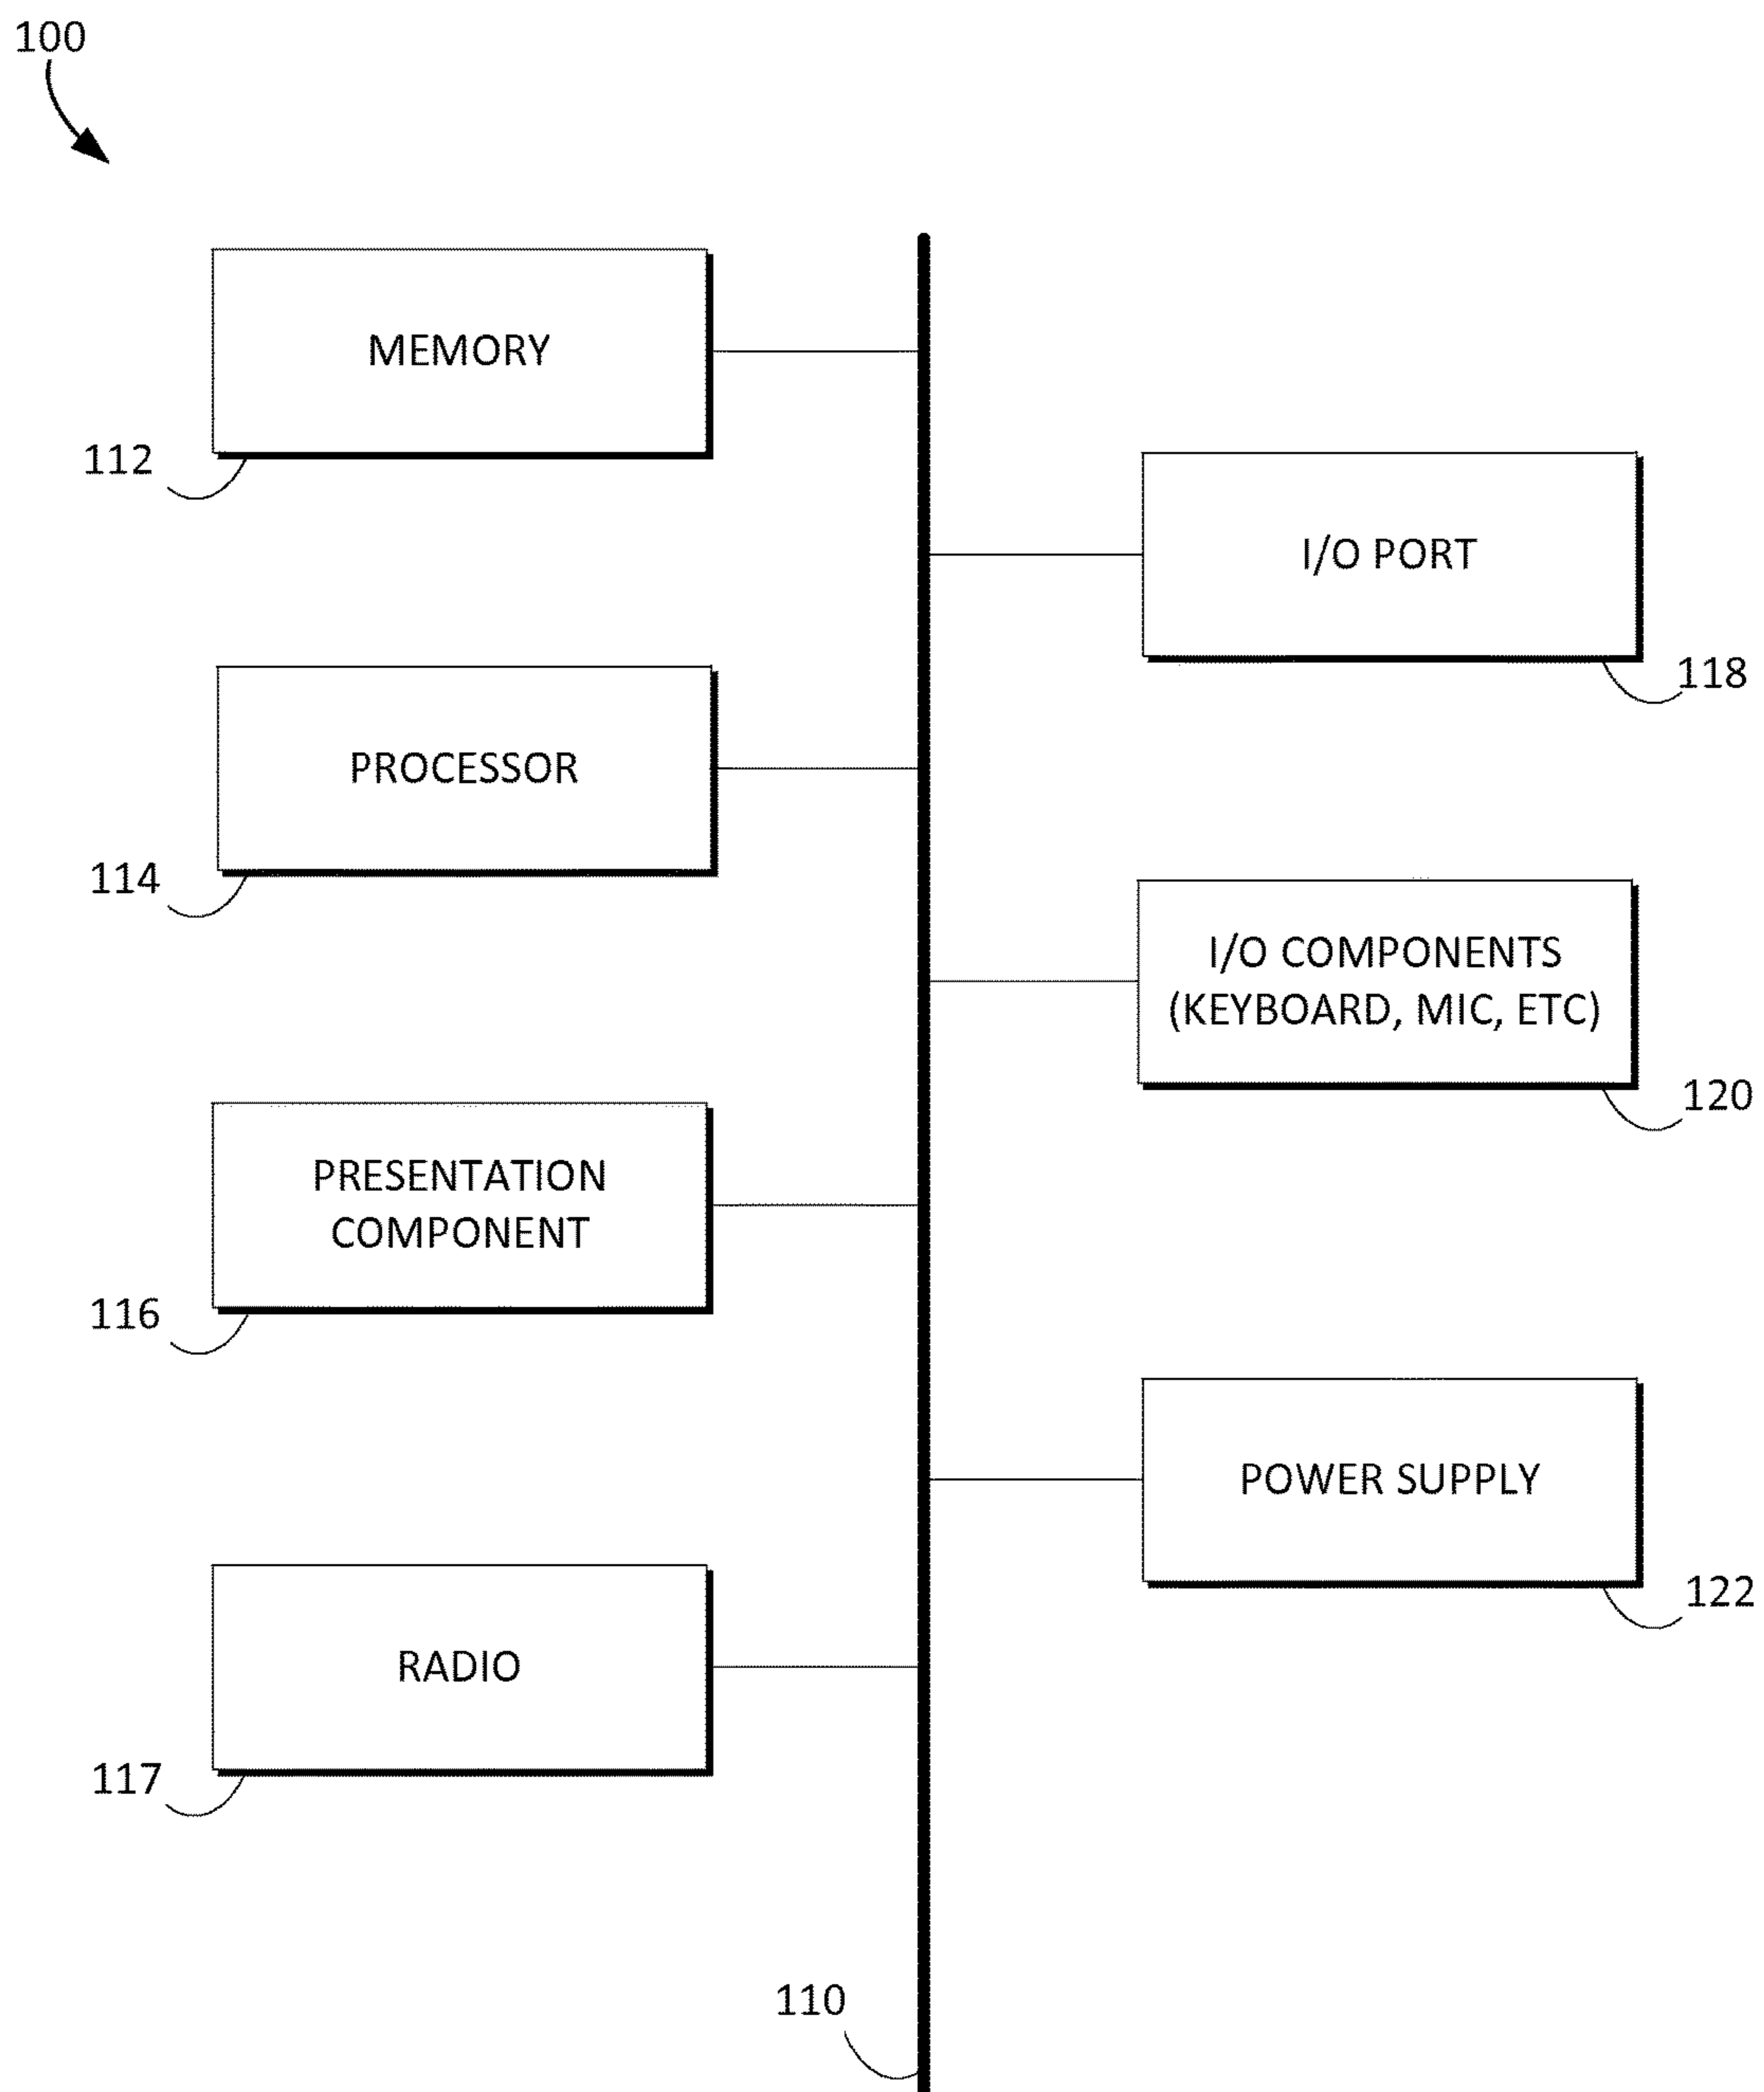 100
MEMORY
112
I/O PORT
118
PROCESSOR
114
I/O COMPONENTS
(KEYBOARD, MIC, ETC)
120
PRESENTATION
COMPONENT
116
POWER SUPPLY
122
RADIO
117
110